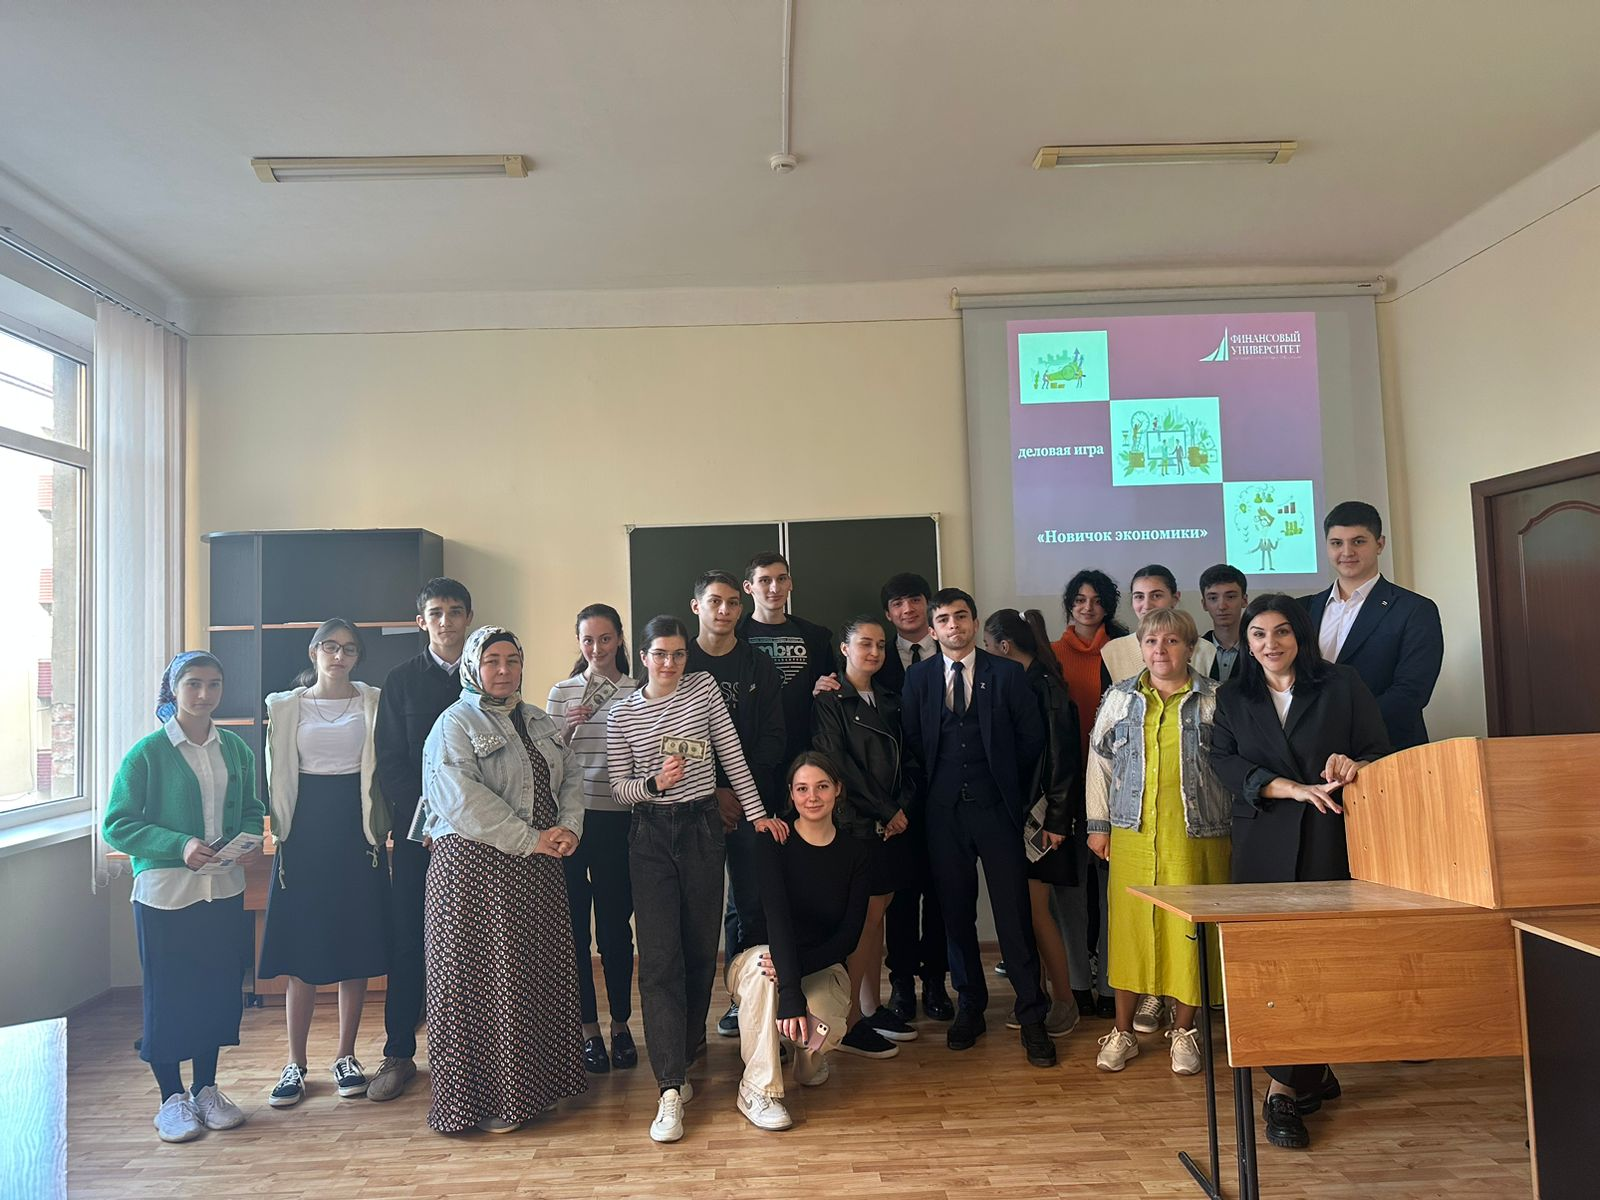 ФИНАНСОВЫЙ
УНИВЕРСИТЕТ
деловая игра
«Новичок экономики»
mbro